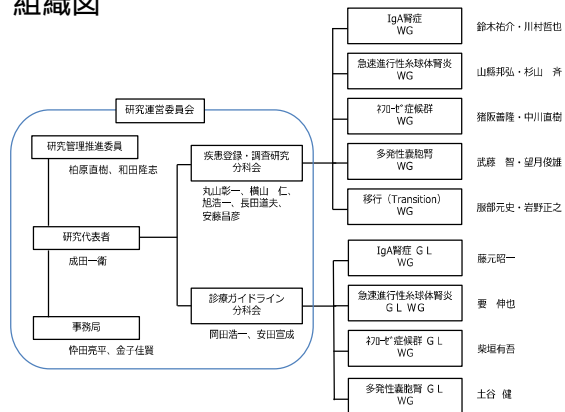 組織図
研究運営委員会
研究管理推進委員
柏原直樹、和田隆志
研究代表者
成田一衛
事務局
忰田亮平、金子佳賢
疾患登録・調査研究
分科会
丸山彰一、横山　仁、
旭浩一、長田道夫、
安藤昌彦
診療ガイドライン
分科会
岡田浩一、安田宣成
IgA腎症
WG
鈴木祐介・川村哲也
急速進行性糸球体腎炎
WG
山縣邦弘・杉山　斉
ネフローゼ症候群
WG
猪阪善隆・中川直樹
多発性嚢胞腎
WG
武藤　智・望月俊雄
移行（Transition）
WG
服部元史・岩野正之
IgA腎症 ＧＬ
WG
藤元昭一
急速進行性糸球体腎炎
ＧＬ WG
要　伸也
ネフローゼ症候群 ＧＬ
WG
柴垣有吾
多発性嚢胞腎 ＧＬ
WG
土谷　健